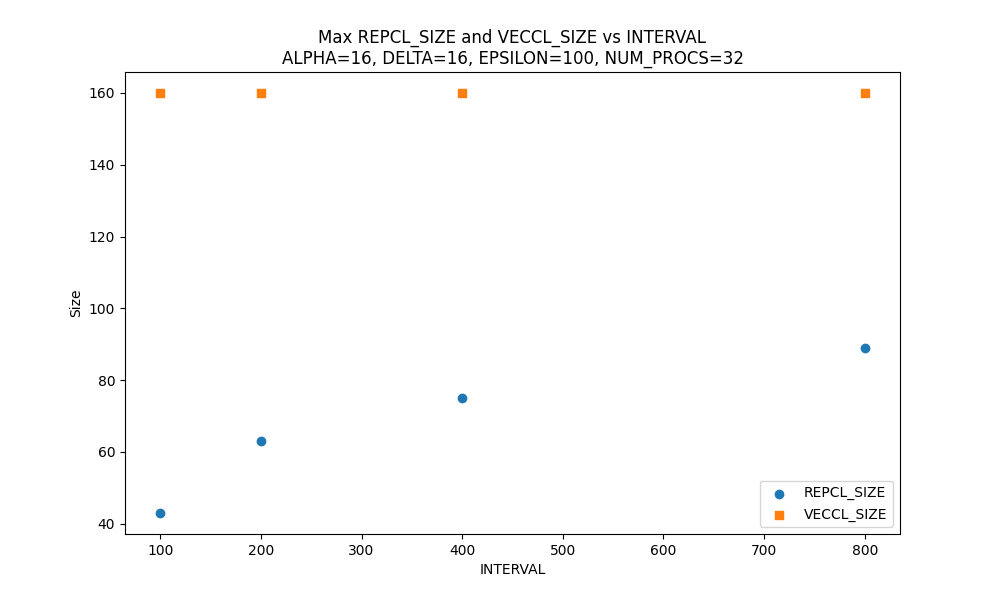 Max REPCL_SIZE and VECCL_SIZE vs INTERVAL
ALPHA=16, DELTA=16, EPSILON=100, NUM_PROCS=32
160
140
120
100
80
60
40
Size
100 200 300 400 500 600 700 800
INTERVAL
REPCL_SIZE
VECCL_SIZE